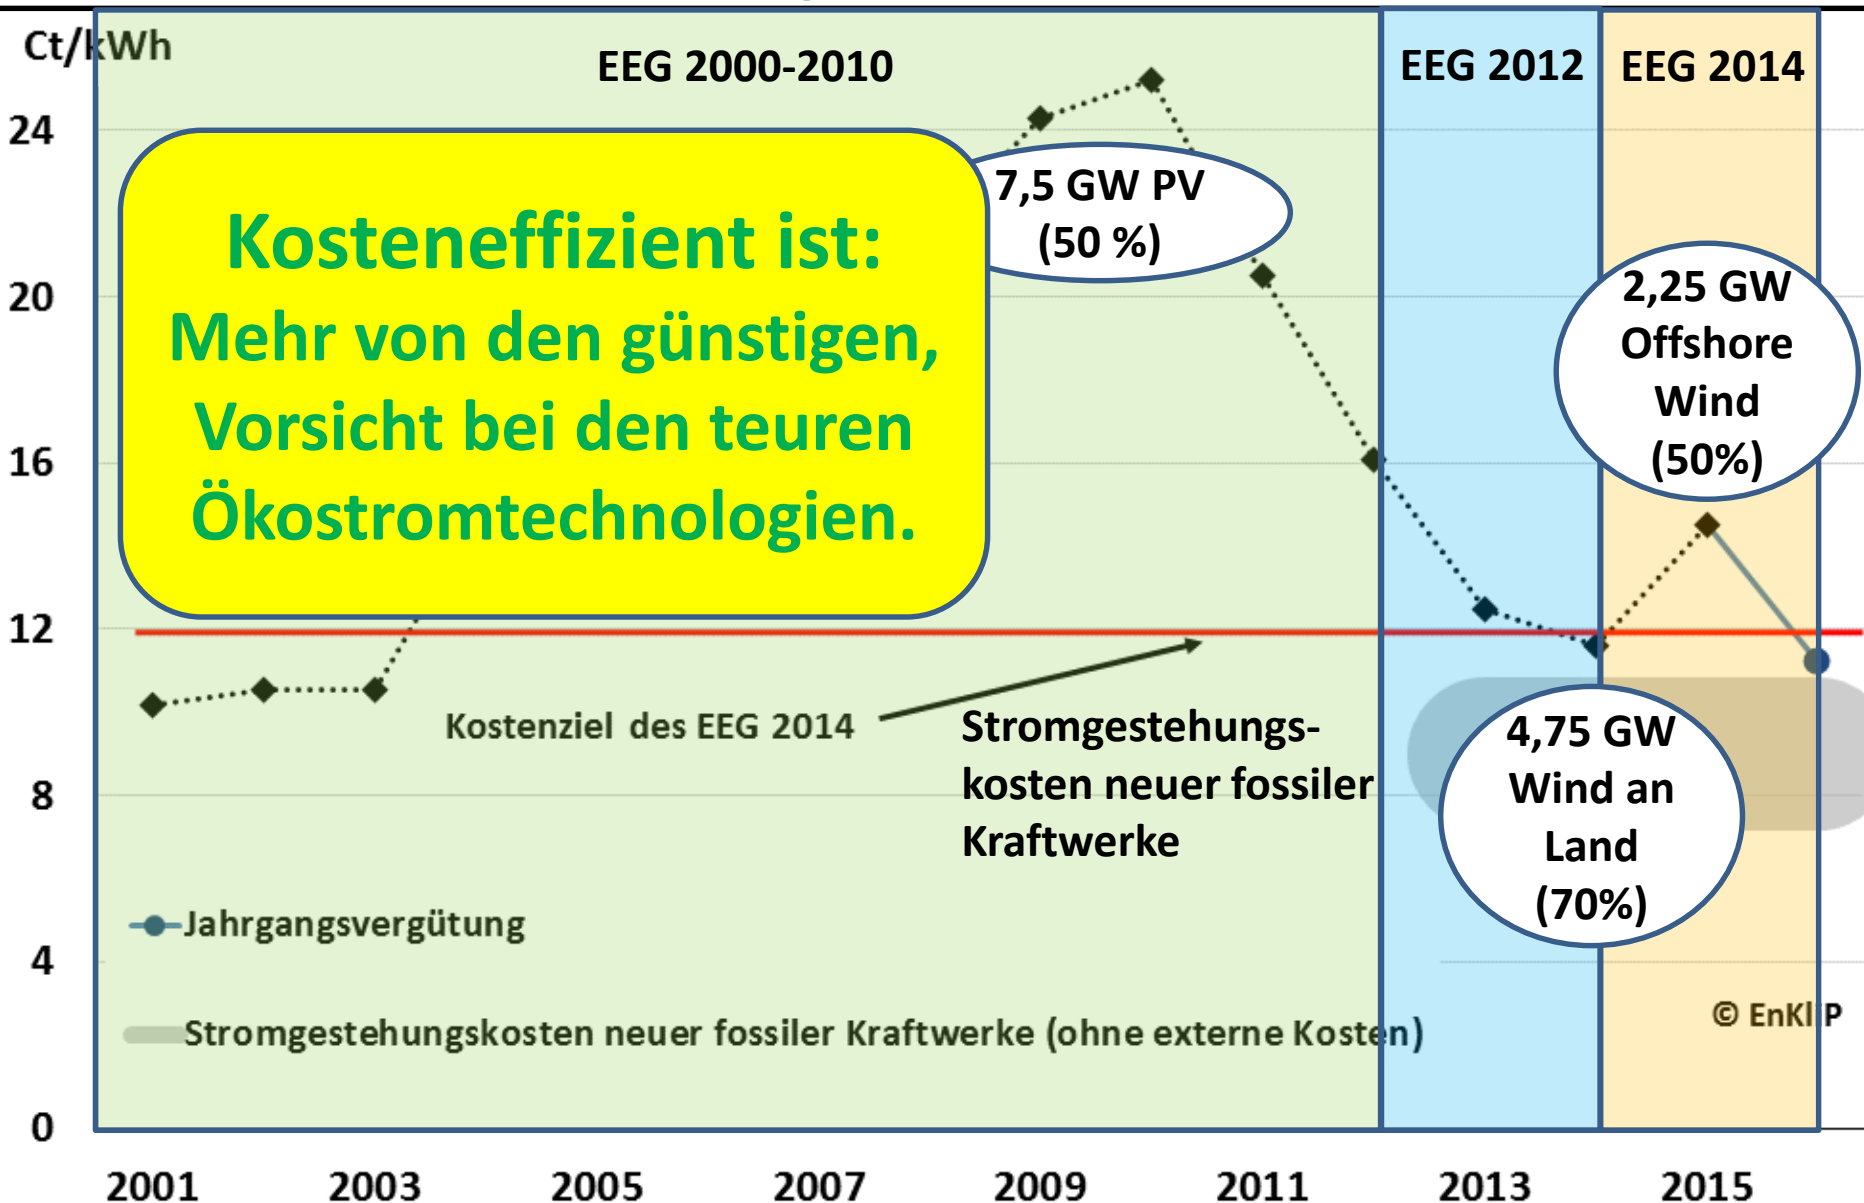 Ct/kWh
EEG 2000-2010
EEG 2012
EEG 2014
24
20
16
12
8
4
0
Kosteneffizient ist:
Mehr von den günstigen,
Vorsicht bei den teuren
Ökostromtechnologien.
7,5 GW PV
(50 %)
2,25 GW
Offshore
Wind
(50%)
Kostenziel des EEG 2014
Stromgestehungs-
kosten neuer fossiler
Kraftwerke
4,75 GW
Wind an
Land
(70%)
Jahrgangsvergütung
Stromgestehungskosten neuer fossiler Kraftwerke (ohne externe Kosten)
© EnKliP
2001
2003
2005
2007
2009
2011
2013
2015